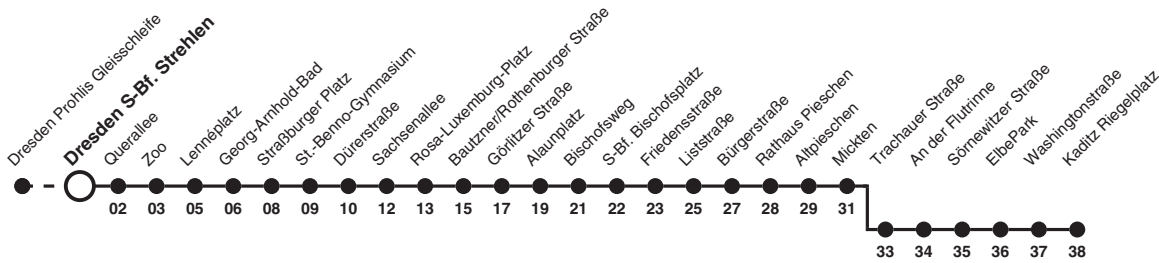 Dresden Prohlis Gleisschleife
Dresden S-Bf. Strehlen
Querallee
Zoo
Lennéplatz
Georg-Arnhold-Bad
Straßburger Platz
St.-Benno-Gymnasium
Dürerstraße
Sachsenallee
Rosa-Luxemburg-Platz
Bautzner/Rothenburger Straße
Görlitzer Straße
Alaunplatz
Bischofsweg
S-Bf. Bischofsplatz
Friedensstraße
Liststraße
Bürgerstraße
Rathaus Pieschen
Altpieschen
Mickten
Trachauer Straße
An der Flutrinne
Sörnewitzer Straße
ElbePark
Washingtonstraße
Kaditz Riegelplatz
02 03 05 06 08 09 10 12 13 15 17 19 21 22 23 25 27 28 29 31
33 34 35 36 37 38